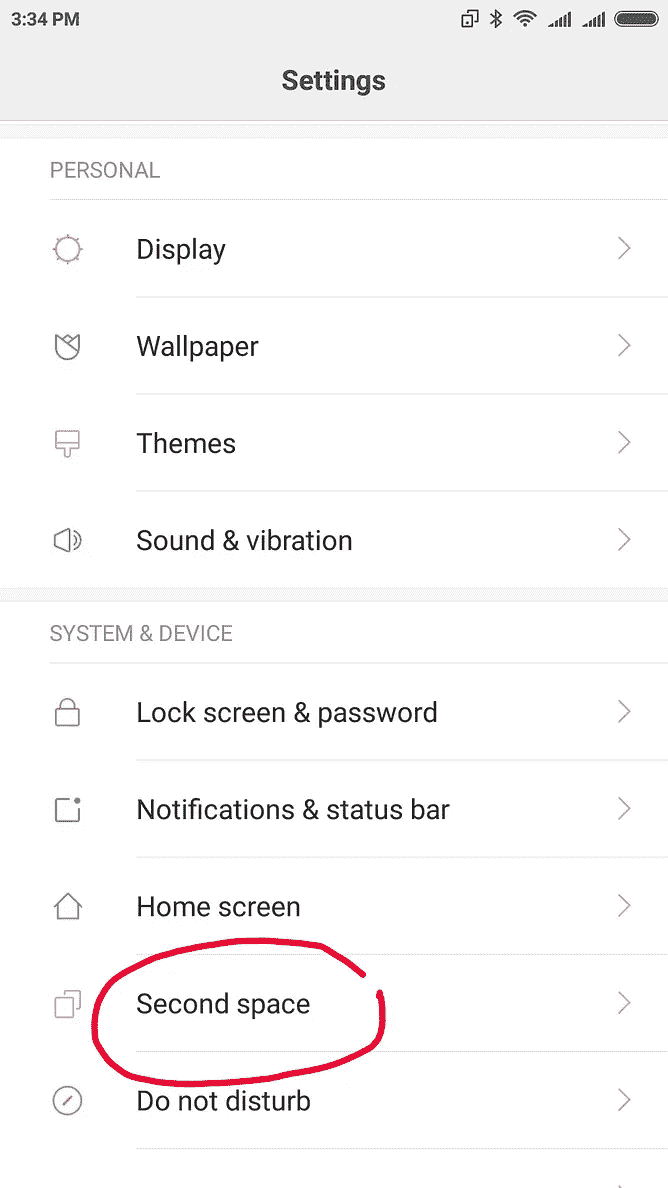 3:34 PM
Settings
PERSONAL
Display
Wallpaper
Themes
Sound & vibration
SYSTEM & DEVICE
Lock screen & password
Notifications & status bar
Home screen
Second space
Do not disturb